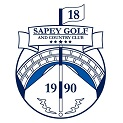 18
SAPEY GOLF
AND COUNTRY CLUB
19 90